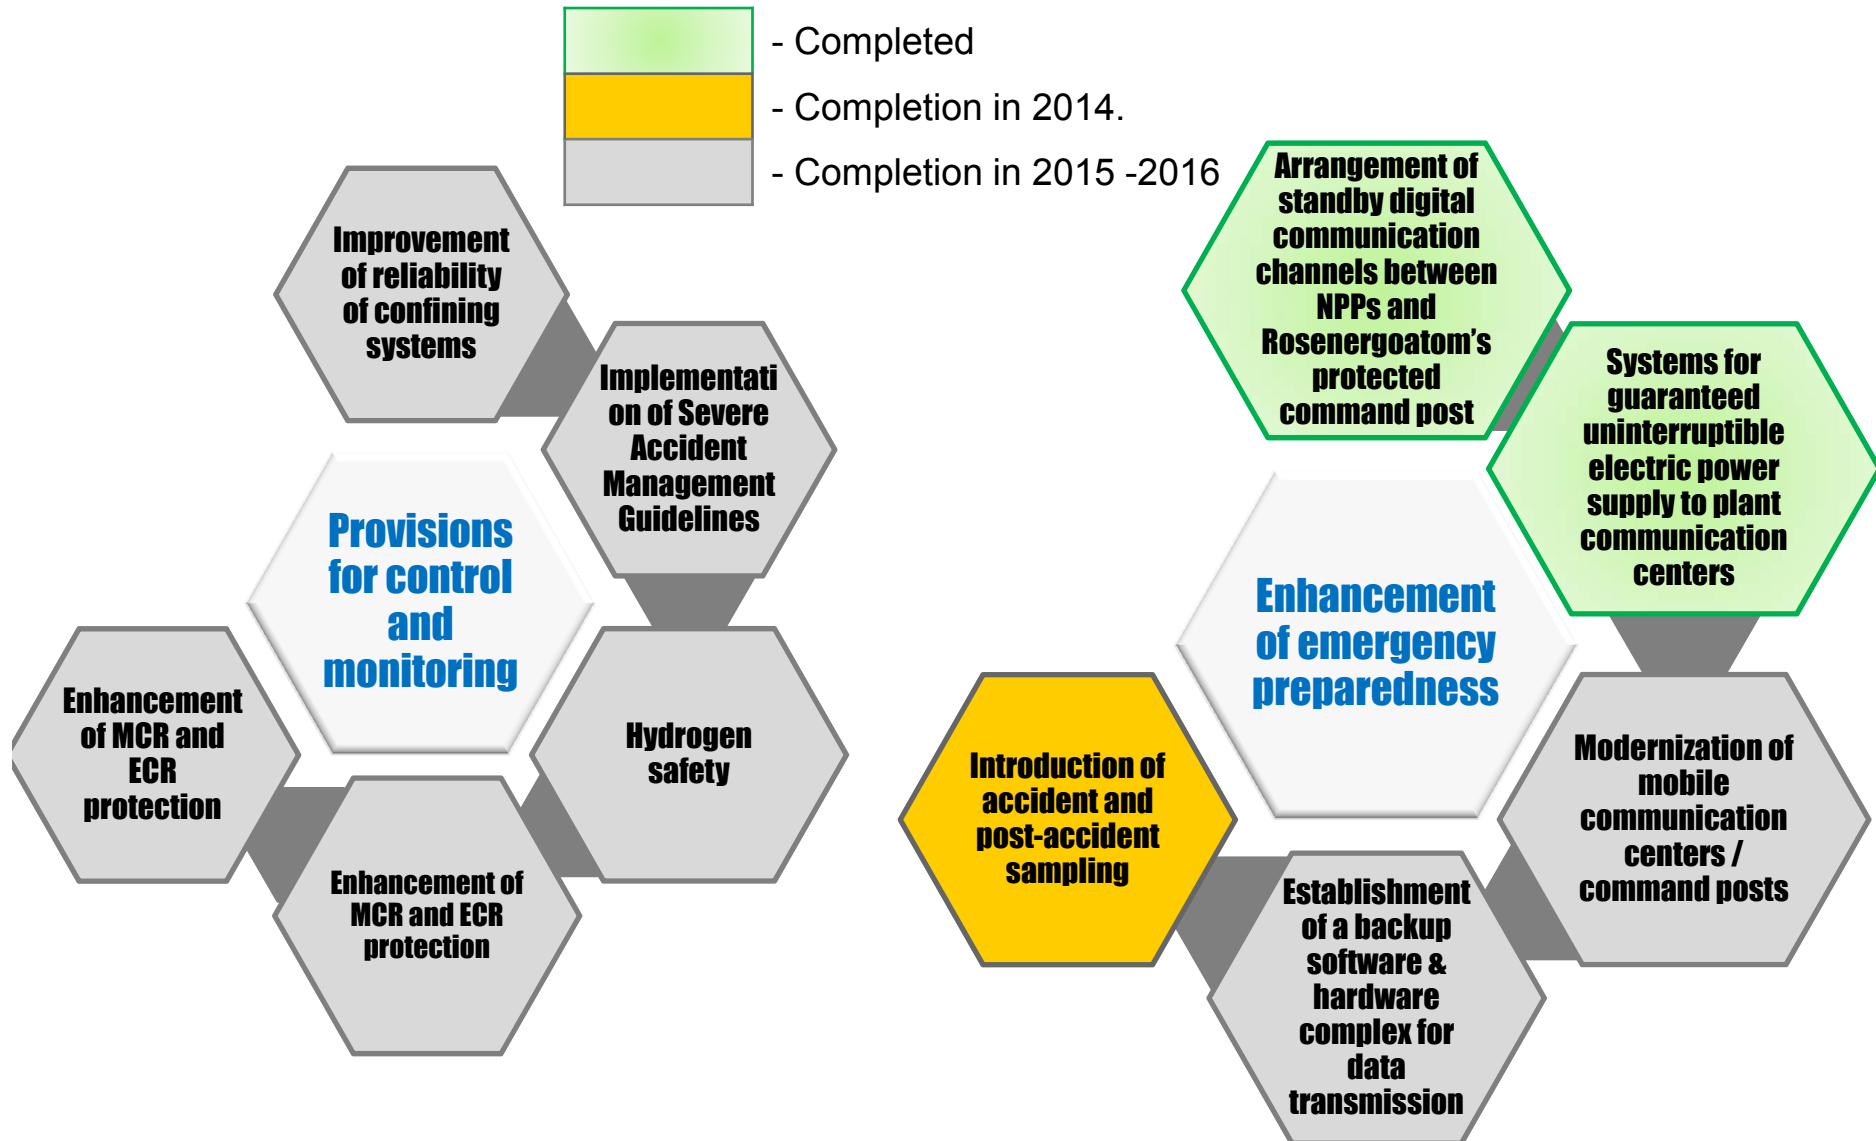 - Completed
- Completion in 2014.
- Completion in 2015 -2016
Improvement
of reliability
of confining
systems
Implementati
on of Severe
Accident
Management
Guidelines
Provisions
for control
and
monitoring
Hydrogen
safety
Enhancement of
MCR and ECR
protection
Enhancement
of MCR and
ECR
protection
Arrangement of
standby digital
communication
channels between
NPPs and
Rosenergoatom’s
protected
command post
Systems for
guaranteed
uninterruptible
electric power
supply to plant
communication
centers
Enhancement
of emergency
preparedness
Modernization of
mobile
communication
centers /
command posts
Establishment
of a backup
software &
hardware
complex for
data
transmission
Introduction of
accident and
post-accident
sampling